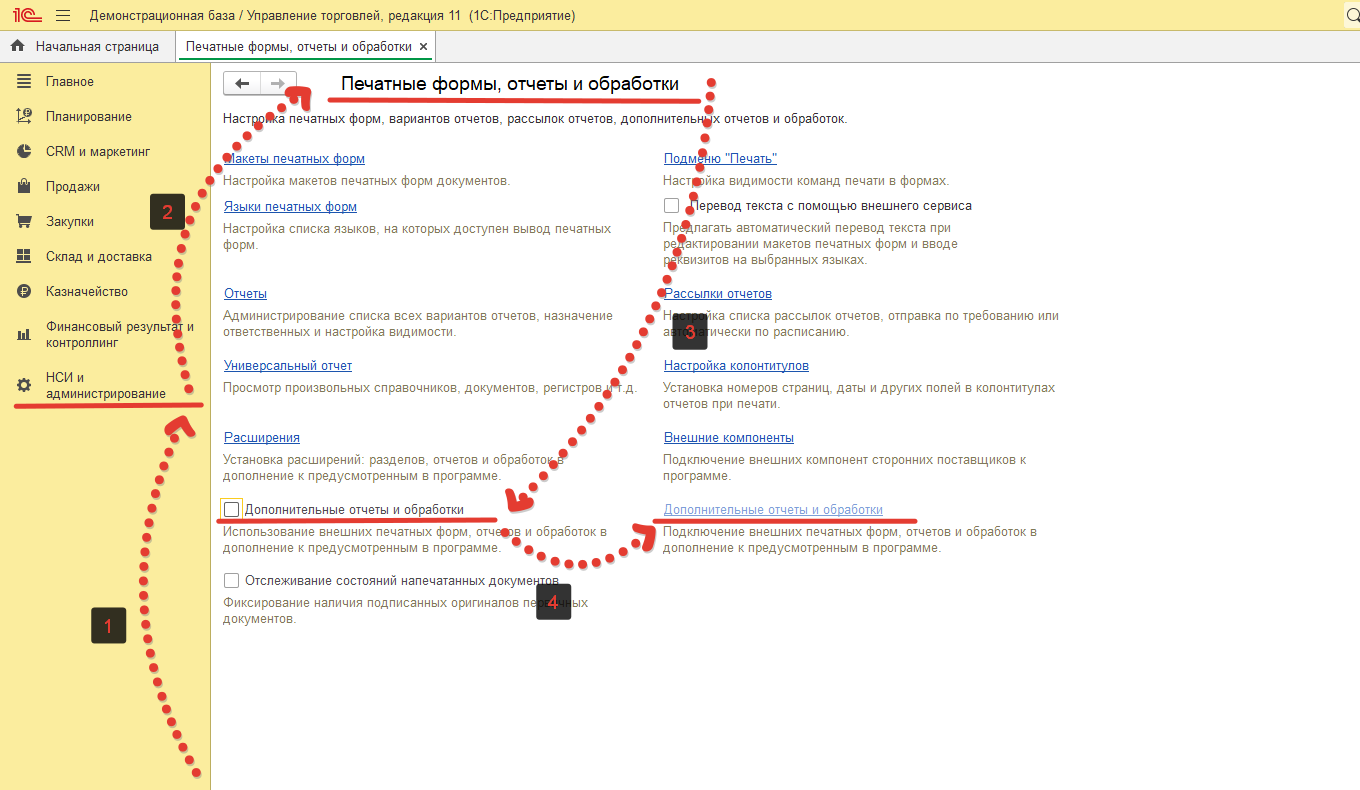 1С Демонстрационная база / Управление торговлей, редакция 11 (1С:Предприятие)
Начальная страница
Печатные формы, отчеты и обработки ×
Главное
Планирование
CRM и маркетинг
Продажи
Закупки
Склад и доставка
Казначейство
Финансовый результат и
контроллинг
НСИ и
администрирование
1
2
Печатные формы, отчеты и обработки
Настройка печатных форм, вариантов отчетов, рассылок отчетов, дополнительных отчетов и обработок.
Макеты печатных форм
Настройка макетов печатных форм документов.
Языки печатных форм
Настройка списка языков, на которых доступен вывод печатных
форм.
Отчеты
Администрирование списка всех вариантов отчетов, назначение
ответственных и настройка видимости.
Универсальный отчет
Просмотр произвольных справочников, документов, регистров и т.д.
Расширения
Установка расширений: разделов, отчетов и обработок в
дополнение к предусмотренным в программе.
Дополнительные отчеты и обработки
Использование внешних печатных форм, отчетов и обработок в
дополнение к предусмотренным в программе.
Отслеживание состояний напечатанных документов
Фиксирование наличия подписанных оригиналов первичных
документов.
Подменю "Печать"
Настройка видимости команд печати в формах.
Перевод текста с помощью внешнего сервиса
Предлагать автоматический перевод текста при
редактировании макетов печатных форм и вводе
реквизитов на выбранных языках.
Рассылки отчетов
Настройка списка рассылок отчетов, отправка по требованию или
автоматически по расписанию.
3
Настройка колонтитулов
Установка номеров страниц, даты и других полей в колонтитулах
отчетов при печати.
Внешние компоненты
Подключение внешних компонент сторонних поставщиков к
программе.
Дополнительные отчеты и обработки
Подключение внешних печатных форм, отчетов и обработок в
дополнение к предусмотренным в программе.
4